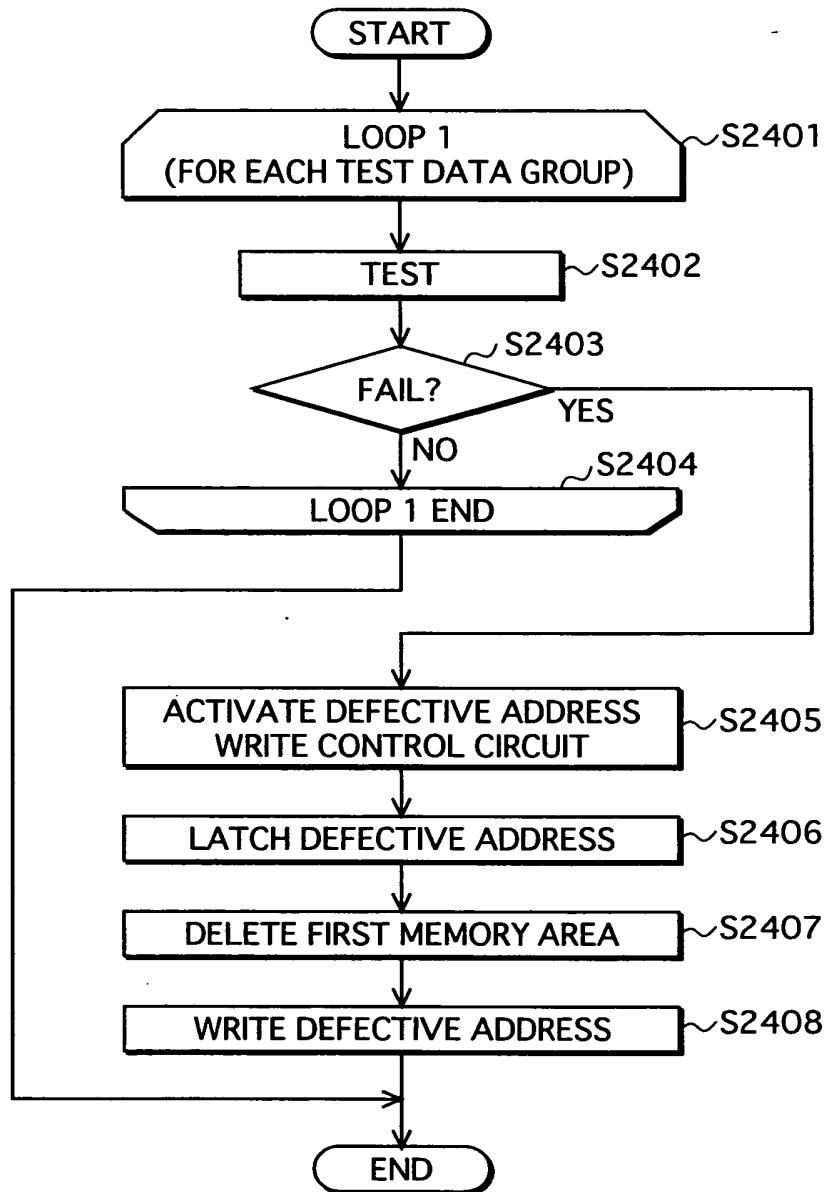 START
LOOP 1
(FOR EACH TEST DATA GROUP)
S2401
TEST
S2402
S2403
FAIL?
YES
NO
S2404
LOOP 1 END
ACTIVATE DEFECTIVE ADDRESS
WRITE CONTROL CIRCUIT
S2405
LATCH DEFECTIVE ADDRESS
S2406
DELETE FIRST MEMORY AREA
S2407
WRITE DEFECTIVE ADDRESS
S2408
END